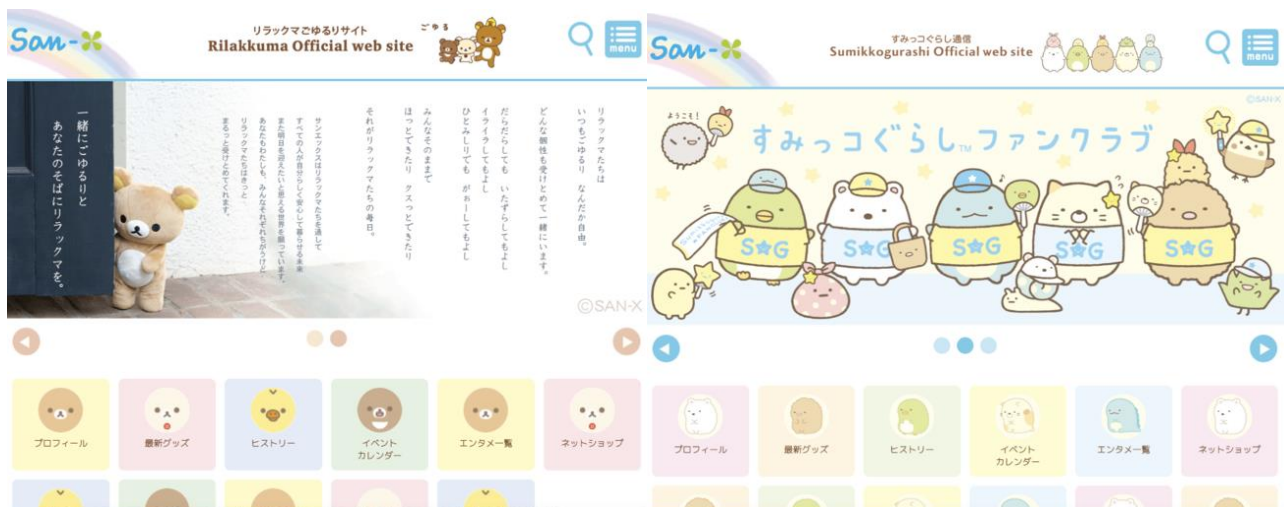 San-X
リラックマごゆるりサイト
Rilakkuma Official web site
ごゆる
menu
リラックマたちは
いつもごゆるり なんだか自由。
どんな個性も受けとめて一緒にいます。
だらだらしても いたずらしてもよし
イライラしてもよし
ひとみしりでも がおーしてもよし
みんなそのままで
ほっとできたり クスっとできたり
それがリラックマたちの毎日。
サンエックスはリラックマたちを通して
すべての人が自分らしく安心して暮らせる未来
また明日を迎えたいと思える世界を願っています。
あなたもわたしも、みんなそれぞれちがうけど
リラックマたちはきっと
まるっと受けとめてくれます。
一緒にごゆるりと
あなたのそばにリラックマを。
©SAN-X
プロフィール
最新グッズ
ヒストリー
イベント
カレンダー
エンタメ一覧
ネットショップ
San-X
すみっコぐらし通信
Sumikkogurashi Official web site
menu
©SAN-X
ようこそ!
すみっコぐらし™ファンクラブ
S★G
S★G
S★G
S★G
S★G
プロフィール
最新グッズ
ヒストリー
イベント
カレンダー
エンタメ一覧
ネットショップ